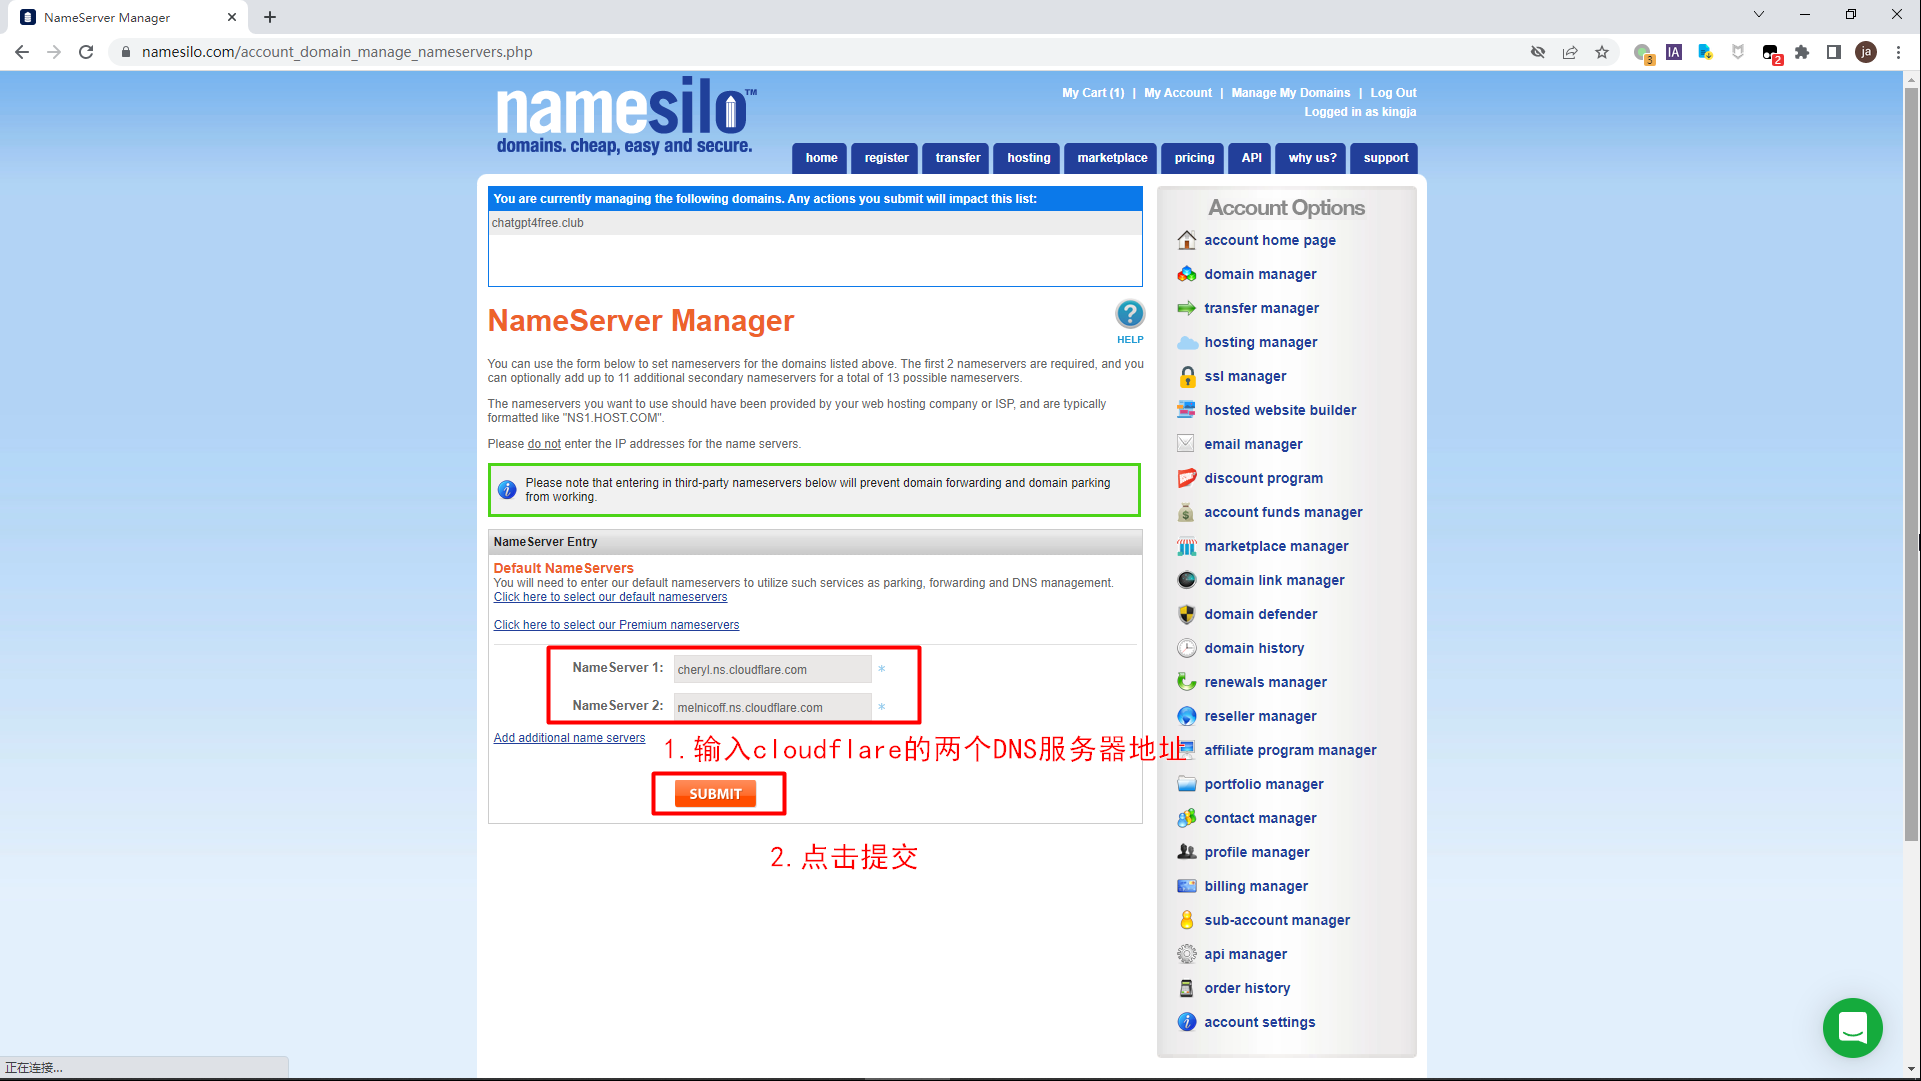 NameServer Manager
namesilo.com/account_domain_manage_nameservers.php
3
IA
2
ja
namesilo™
domains. cheap, easy and secure.
My Cart (1) | My Account | Manage My Domains | Log Out
Logged in as kingja
home register transfer hosting marketplace pricing API why us? support
You are currently managing the following domains. Any actions you submit will impact this list:
chatgpt4free.club
NameServer Manager
HELP
You can use the form below to set nameservers for the domains listed above. The first 2 nameservers are required, and you
can optionally add up to 11 additional secondary nameservers for a total of 13 possible nameservers.
The nameservers you want to use should have been provided by your web hosting company or ISP, and are typically
formatted like "NS1.HOST.COM".
Please do not enter the IP addresses for the name servers.
Please note that entering in third-party nameservers below will prevent domain forwarding and domain parking
from working.
NameServer Entry
Default NameServers
You will need to enter our default nameservers to utilize such services as parking, forwarding and DNS management.
Click here to select our default nameservers
Click here to select our Premium nameservers
NameServer 1: cheryl.ns.cloudflare.com *
NameServer 2: melnicoff.ns.cloudflare.com *
Add additional name servers
1.输入cloudflare的两个DNS服务器地址
SUBMIT
2.点击提交
Account Options
account home page
domain manager
transfer manager
hosting manager
ssl manager
hosted website builder
email manager
discount program
account funds manager
marketplace manager
domain link manager
domain defender
domain history
renewals manager
reseller manager
affiliate program manager
portfolio manager
contact manager
profile manager
billing manager
sub-account manager
api manager
order history
account settings
正在连接...